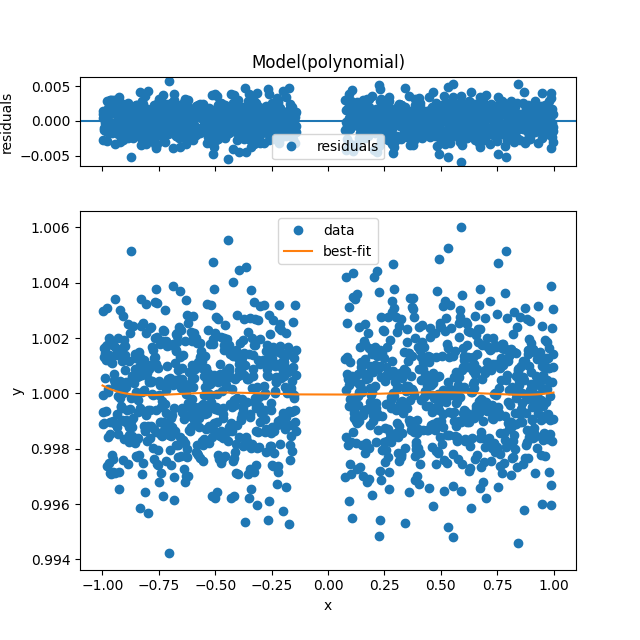 Model(polynomial)
residuals
0.005
0.000
−0.005
residuals
y
1.006
1.004
1.002
1.000
0.998
0.996
0.994
data
best-fit
−1.00 −0.75 −0.50 −0.25 0.00 0.25 0.50 0.75 1.00
x